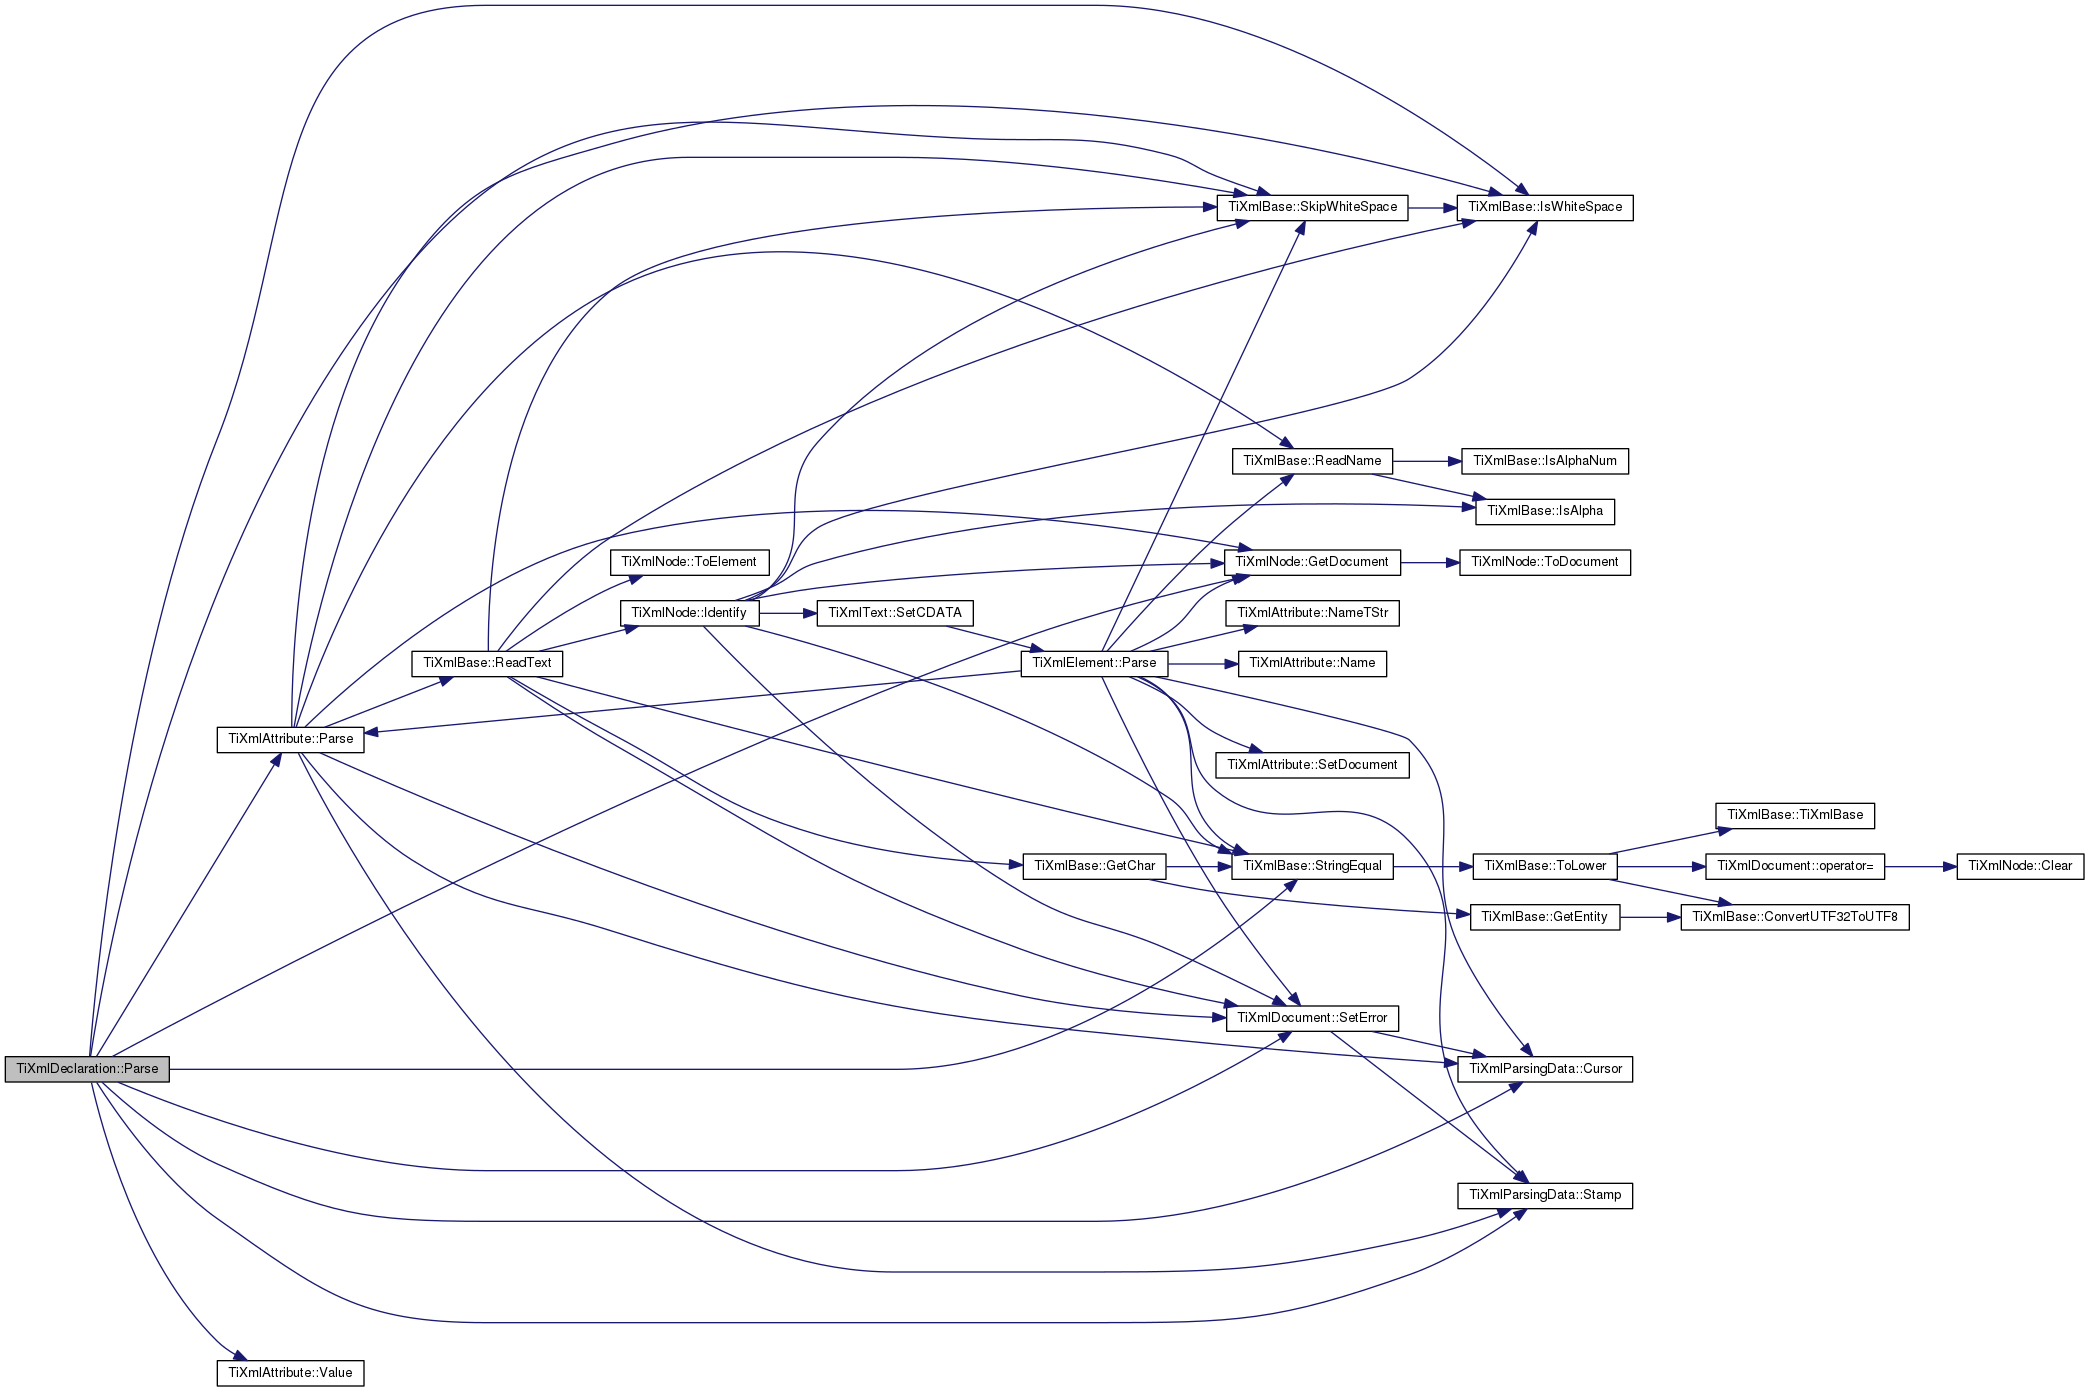 TiXmlBase::SkipWhiteSpace
TiXmlBase::IsWhiteSpace
TiXmlBase::ReadName
TiXmlBase::IsAlphaNum
TiXmlBase::IsAlpha
TiXmlNode::ToElement
TiXmlNode::GetDocument
TiXmlNode::ToDocument
TiXmlNode::Identify
TiXmlText::SetCDATA
TiXmlAttribute::NameTStr
TiXmlBase::ReadText
TiXmlElement::Parse
TiXmlAttribute::Name
TiXmlAttribute::Parse
TiXmlAttribute::SetDocument
TiXmlBase::TiXmlBase
TiXmlBase::GetChar
TiXmlBase::StringEqual
TiXmlBase::ToLower
TiXmlDocument::operator=
TiXmlNode::Clear
TiXmlBase::GetEntity
TiXmlBase::ConvertUTF32ToUTF8
TiXmlDocument::SetError
TiXmlDeclaration::Parse
TiXmlParsingData::Cursor
TiXmlParsingData::Stamp
TiXmlAttribute::Value